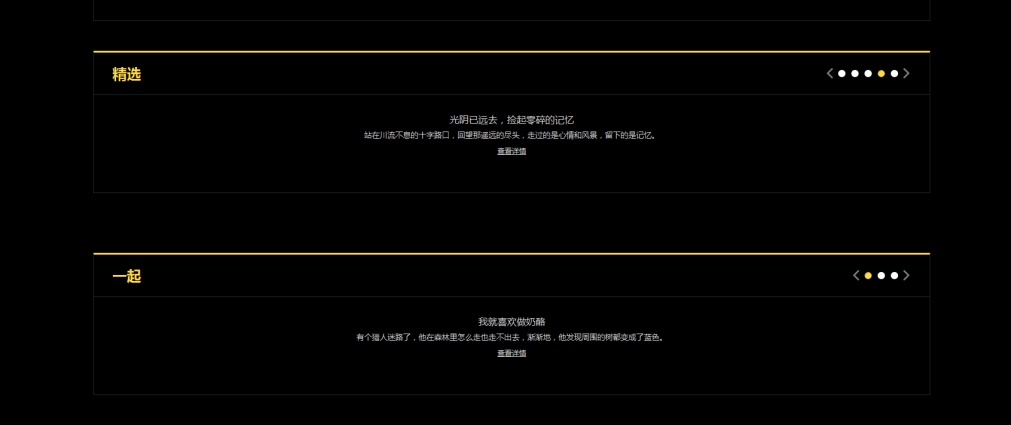 精选
光阴已远去，捡起零碎的记忆
站在川流不息的十字路口，回望那遥远的尽头，走过的是心情和风景，留下的是记忆。
查看详情
一起
我就喜欢做奶酪
有个猎人迷路了，他在森林里怎么走也走不出去，渐渐地，他发现周围的树都变成了蓝色。
查看详情